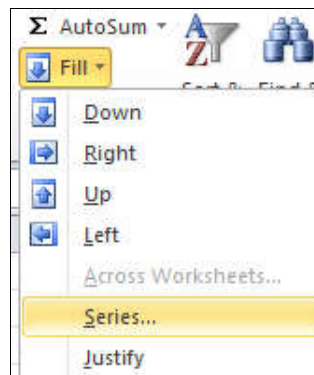 Σ AutoSum
Fill
Down
Right
Up
Left
Across Worksheets...
Series...
Justify